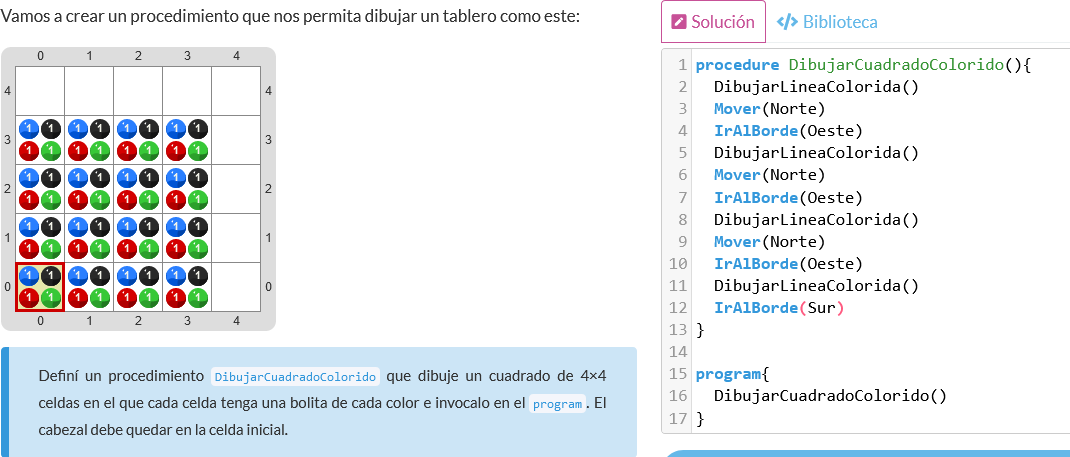 Vamos a crear un procedimiento que nos permita dibujar un tablero como este:
0 1 2 3 4
4 4
3 1 1 1 1 1 1 1 1 3
1 1 1 1 1 1 1 1
2 1 1 1 1 1 1 1 1 2
1 1 1 1 1 1 1 1
1 1 1 1 1 1 1 1 1 1
1 1 1 1 1 1 1 1
0 1 1 1 1 1 1 1 1 0
1 1 1 1 1 1 1 1
0 1 2 3 4
Definí un procedimiento DibujarCuadradoColorido que dibuje un cuadrado de 4×4
celdas en el que cada celda tenga una bolita de cada color e invocalo en el program. El
cabezal debe quedar en la celda inicial.
Solución Biblioteca
1 procedure DibujarCuadradoColorido(){
2 DibujarLineaColorida()
3 Mover(Norte)
4 IrAlBorde(Oeste)
5 DibujarLineaColorida()
6 Mover(Norte)
7 IrAlBorde(Oeste)
8 DibujarLineaColorida()
9 Mover(Norte)
10 IrAlBorde(Oeste)
11 DibujarLineaColorida()
12 IrAlBorde(Sur)
13 }
14
15 program{
16 DibujarCuadradoColorido()
17 }